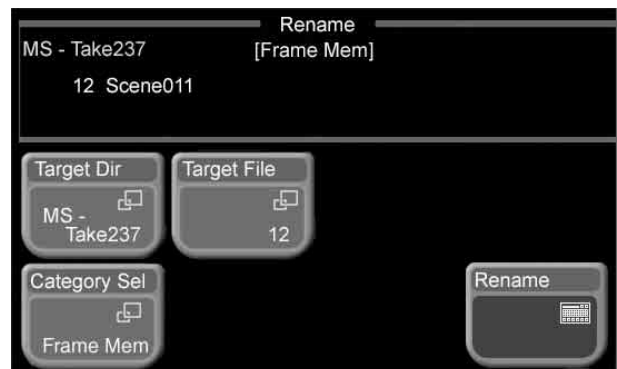 Rename
MS - Take237 [Frame Mem]
12 Scene011
Target Dir
MS -
Take237
Target File
12
Category Sel
Frame Mem
Rename